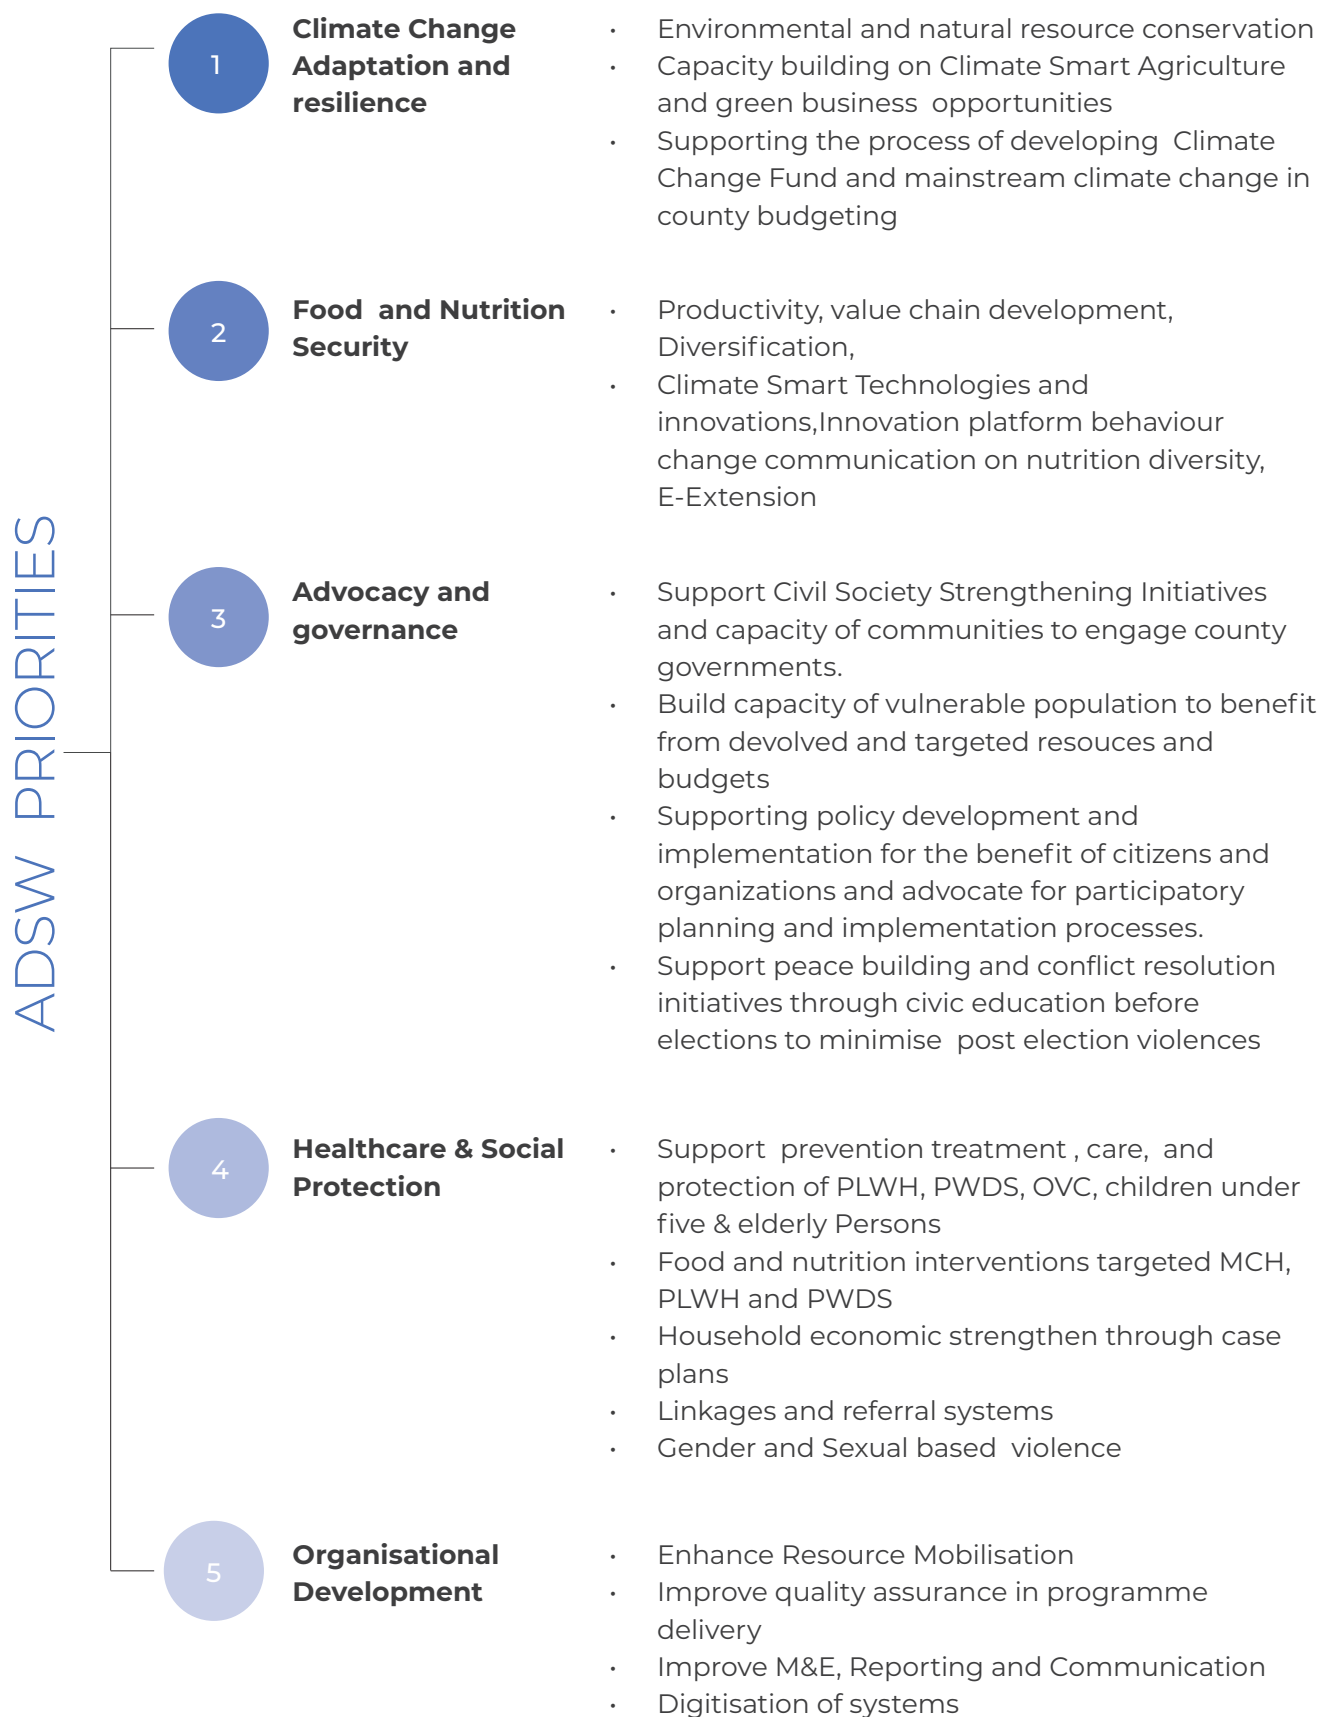 ADSW PRIORITIES
1
Climate Change
Adaptation and
resilience
• Environmental and natural resource conservation
• Capacity building on Climate Smart Agriculture
and green business opportunities
• Supporting the process of developing Climate
Change Fund and mainstream climate change in
county budgeting
2
Food and Nutrition
Security
• Productivity, value chain development,
Diversification,
• Climate Smart Technologies and
innovations,Innovation platform behaviour
change communication on nutrition diversity,
E-Extension
3
Advocacy and
governance
• Support Civil Society Strengthening Initiatives
and capacity of communities to engage county
governments.
• Build capacity of vulnerable population to benefit
from devolved and targeted resouces and
budgets
• Supporting policy development and
implementation for the benefit of citizens and
organizations and advocate for participatory
planning and implementation processes.
• Support peace building and conflict resolution
initiatives through civic education before
elections to minimise post election violences
4
Healthcare & Social
Protection
• Support prevention treatment , care, and
protection of PLWH, PWDS, OVC, children under
five & elderly Persons
• Food and nutrition interventions targeted MCH,
PLWH and PWDS
• Household economic strengthen through case
plans
• Linkages and referral systems
• Gender and Sexual based violence
5
Organisational
Development
• Enhance Resource Mobilisation
• Improve quality assurance in programme
delivery
• Improve M&E, Reporting and Communication
• Digitisation of systems